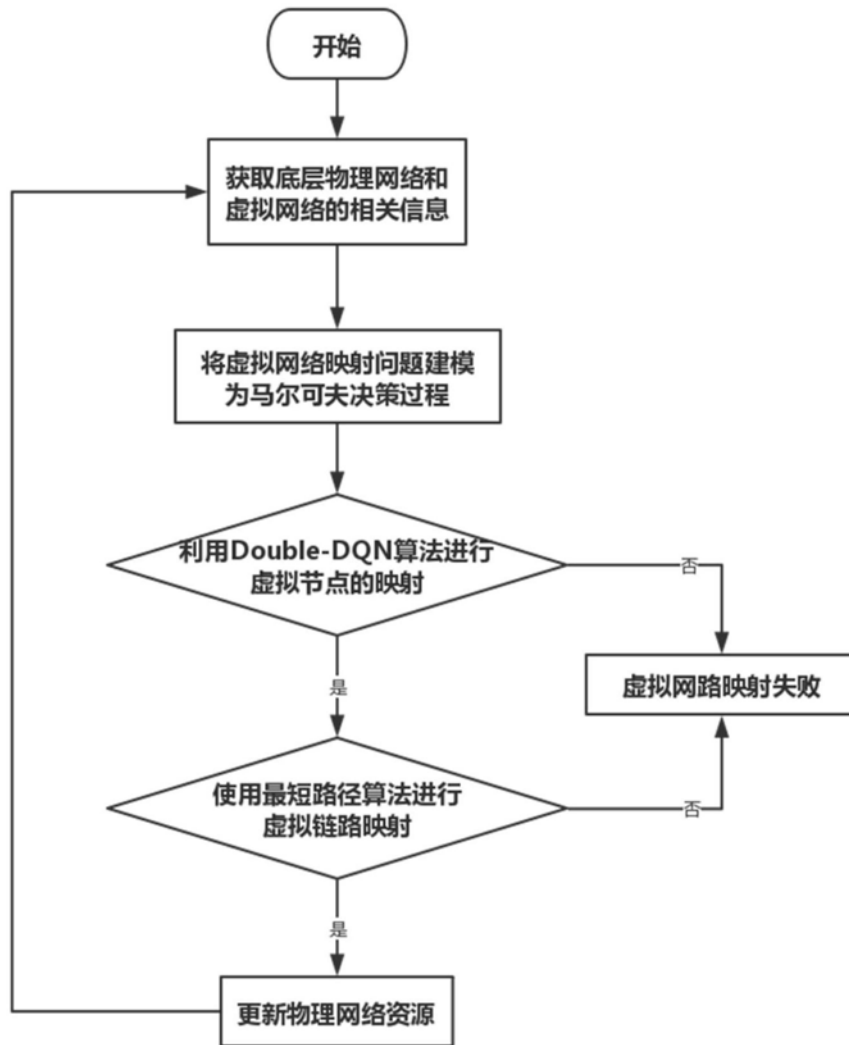 开始
获取底层物理网络和
虚拟网络的相关信息
将虚拟网络映射问题建模
为马尔可夫决策过程
利用Double-DQN算法进行
虚拟节点的映射
否
虚拟网路映射失败
是
使用最短路径算法进行
虚拟链路映射
否
是
更新物理网络资源